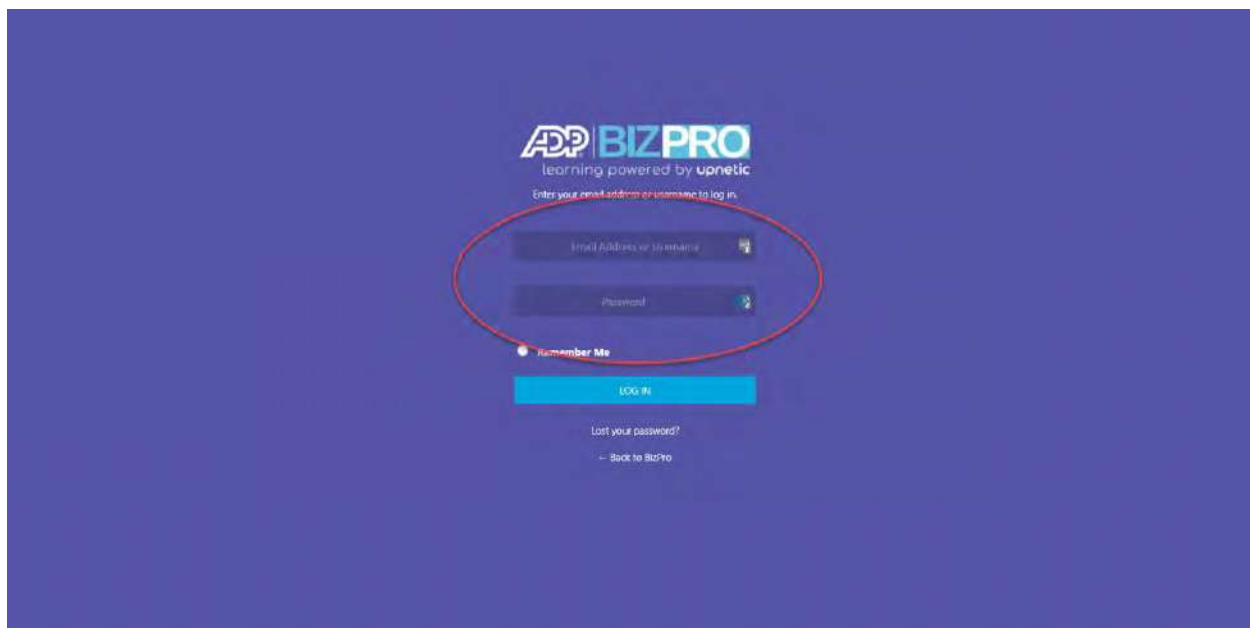 ADP BIZPRO
learning powered by upnetic
Enter your email address or username to log in.
Email Address or Username
Password
Remember Me
LOG IN
Lost your password?
← Back to BizPro